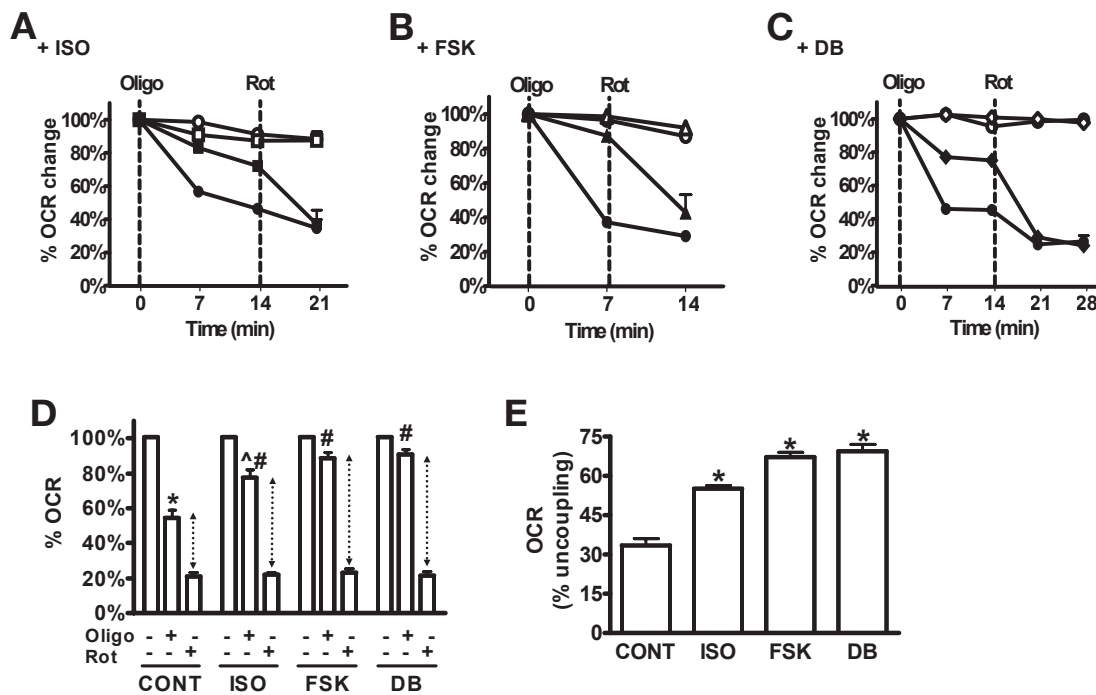 A + ISO
Oligo Rot
% OCR change
100%
80%
60%
40%
20%
0%
0 7 14 21
Time (min)
B + FSK
Oligo Rot
% OCR change
100%
80%
60%
40%
20%
0%
0 7 14
Time (min)
C + DB
Oligo Rot
% OCR change
100%
80%
60%
40%
20%
0%
0 7 14 21 28
Time (min)
D
% OCR
100%
80%
60%
40%
20%
0%
* ^# # #
Oligo - + - - + - - + - - + -
Rot - - + - - + - - + - - +
CONT ISO FSK DB
E
OCR
(% uncoupling)
75
60
45
30
15
0
* * *
CONT ISO FSK DB